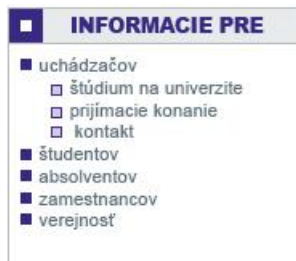 INFORMACIE PRE
uchádzačov
štúdium na univerzite
prijímacie konanie
kontakt
študentov
absolventov
zamestnancov
verejnosť